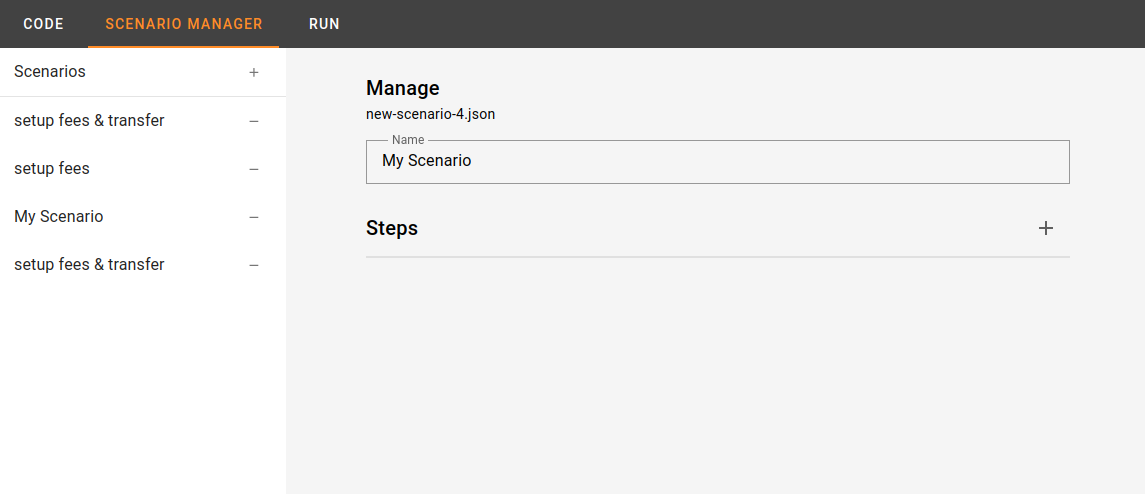 CODE SCENARIO MANAGER RUN
Scenarios +
setup fees & transfer −
setup fees −
My Scenario −
setup fees & transfer −
Manage
new-scenario-4.json
Name
My Scenario
Steps +